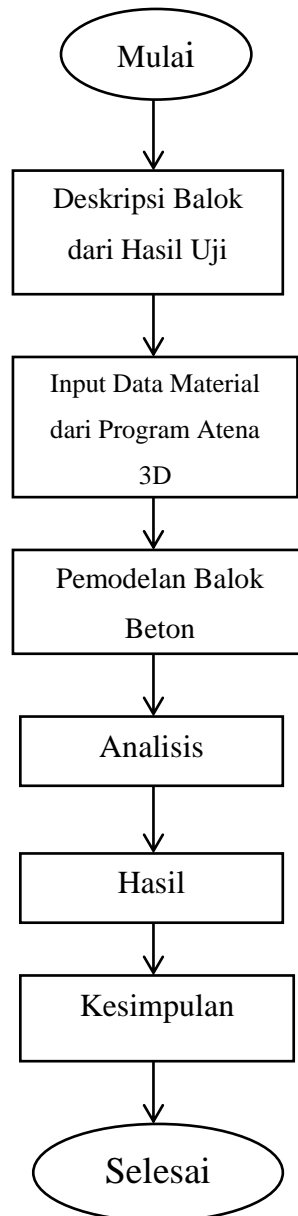 Mulai
Deskripsi Balok
dari Hasil Uji
Input Data Material
dari Program Atena
3D
Pemodelan Balok
Beton
Analisis
Hasil
Kesimpulan
Selesai